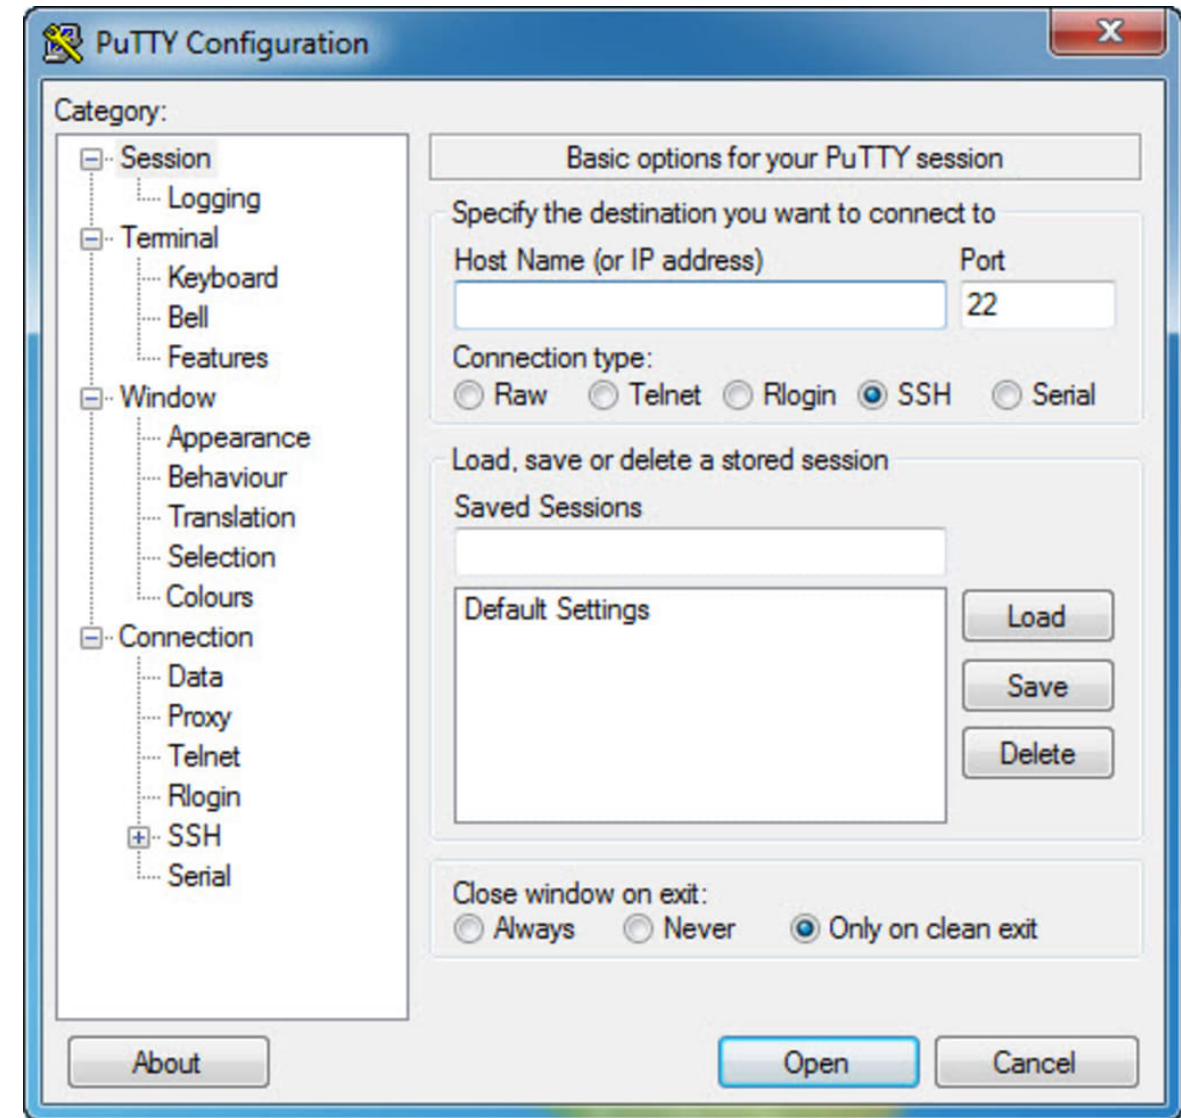 PuTTY Configuration
Category:
Session
Logging
Terminal
Keyboard
Bell
Features
Window
Appearance
Behaviour
Translation
Selection
Colours
Connection
Data
Proxy
Telnet
Rlogin
SSH
Serial
Basic options for your PuTTY session
Specify the destination you want to connect to
Host Name (or IP address) Port
22
Connection type:
Raw Telnet Rlogin SSH Serial
Load, save or delete a stored session
Saved Sessions
Default Settings
Load
Save
Delete
Close window on exit:
Always Never Only on clean exit
About Open Cancel